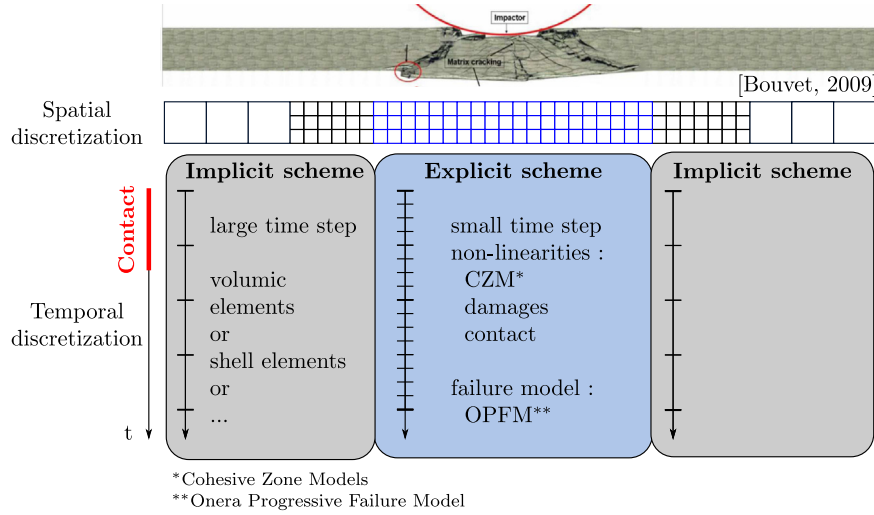 Impactor
Matrix cracking
[Bouvet, 2009]
Spatial
discretization
Implicit scheme
Explicit scheme
Implicit scheme
Contact
large time step
small time step
non-linearities :
volumic
CZM*
elements
damages
or
contact
Temporal
discretization
shell elements
or
failure model :
...
OPFM**
t
*Cohesive Zone Models
**Onera Progressive Failure Model